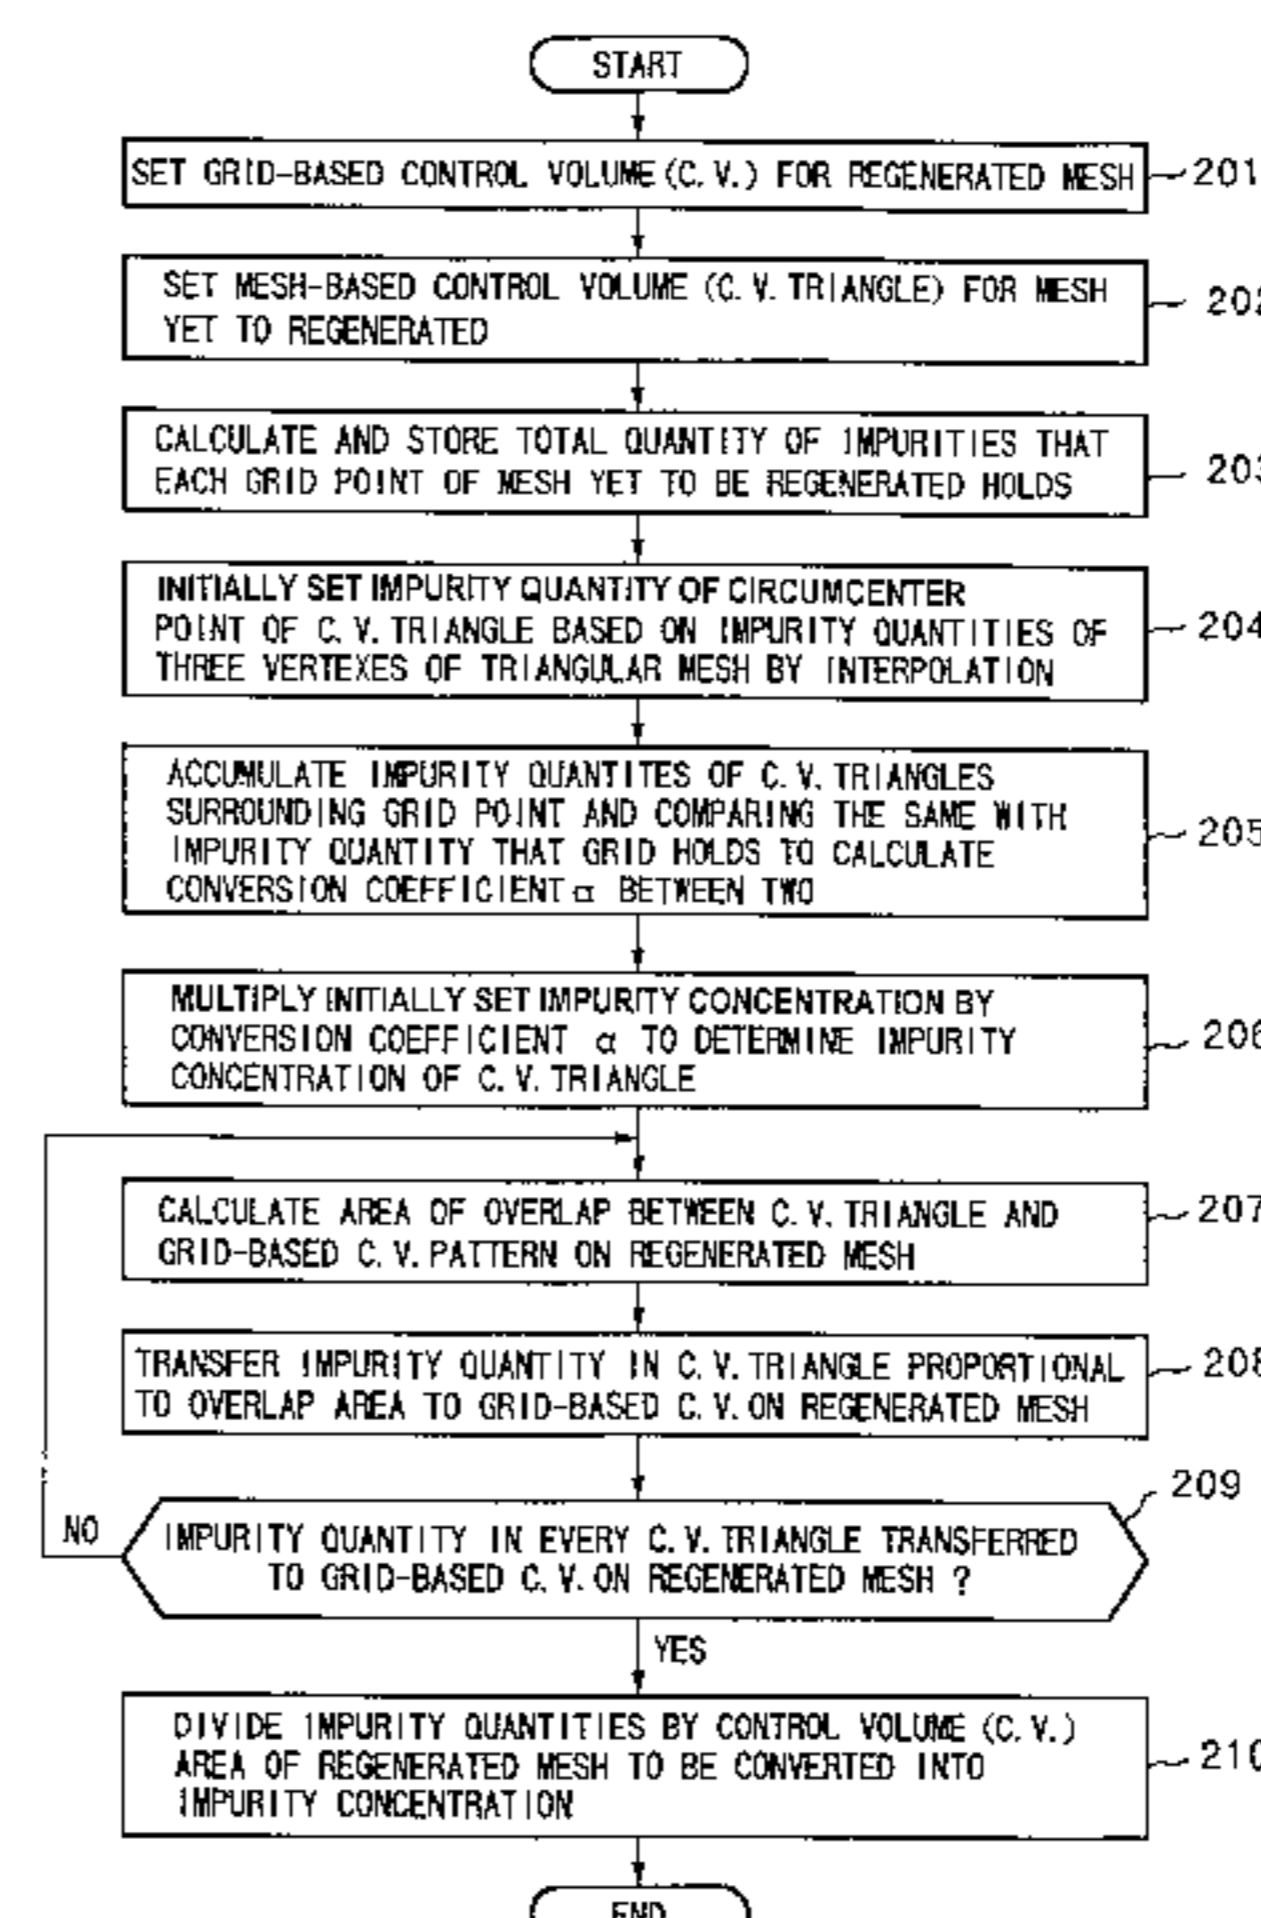 START
SET GRID-BASED CONTROL VOLUME (C. V.) FOR REGENERATED MESH
201
SET MESH-BASED CONTROL VOLUME (C. V. TRIANGLE) FOR MESH
YET TO REGENERATED
202
CALCULATE AND STORE TOTAL QUANTITY OF IMPURITIES THAT
EACH GRID POINT OF MESH YET TO BE REGENERATED HOLDS
203
INITIALLY SET IMPURITY QUANTITY OF CIRCUMCENTER
POINT OF C. V. TRIANGLE BASED ON IMPURITY QUANTITIES OF
THREE VERTEXES OF TRIANGULAR MESH BY INTERPOLATION
204
ACCUMULATE IMPURITY QUANTITES OF C. V. TRIANGLES
SURROUNDING GRID POINT AND COMPARING THE SAME WITH
IMPURITY QUANTITY THAT GRID HOLDS TO CALCULATE
CONVERSION COEFFICIENT α BETWEEN TWO
205
MULTIPLY INITIALLY SET IMPURITY CONCENTRATION BY
CONVERSION COEFFICIENT α TO DETERMINE IMPURITY
CONCENTRATION OF C. V. TRIANGLE
206
CALCULATE AREA OF OVERLAP BETWEEN C. V. TRIANGLE AND
GRID-BASED C. V. PATTERN ON REGENERATED MESH
207
TRANSFER IMPURITY QUANTITY IN C. V. TRIANGLE PROPORTIONAL
TO OVERLAP AREA TO GRID-BASED C. V. ON REGENERATED MESH
208
209
NO
IMPURITY QUANTITY IN EVERY C. V. TRIANGLE TRANSFERRED
TO GRID-BASED C. V. ON REGENERATED MESH ?
YES
DIVIDE IMPURITY QUANTITIES BY CONTROL VOLUME (C. V.)
AREA OF REGENERATED MESH TO BE CONVERTED INTO
IMPURITY CONCENTRATION
210
END